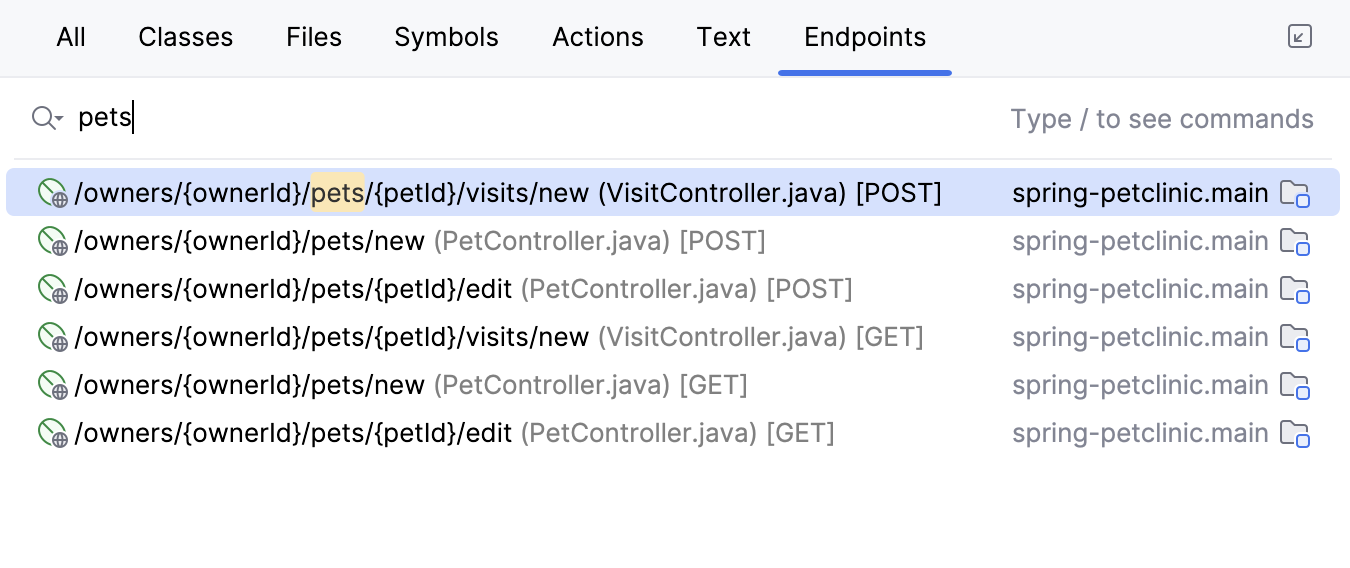 All Classes Files Symbols Actions Text Endpoints
pets Type / to see commands
/owners/{ownerId}/pets/{petId}/visits/new (VisitController.java) [POST] spring-petclinic.main
/owners/{ownerId}/pets/new (PetController.java) [POST] spring-petclinic.main
/owners/{ownerId}/pets/{petId}/edit (PetController.java) [POST] spring-petclinic.main
/owners/{ownerId}/pets/{petId}/visits/new (VisitController.java) [GET] spring-petclinic.main
/owners/{ownerId}/pets/new (PetController.java) [GET] spring-petclinic.main
/owners/{ownerId}/pets/{petId}/edit (PetController.java) [GET] spring-petclinic.main